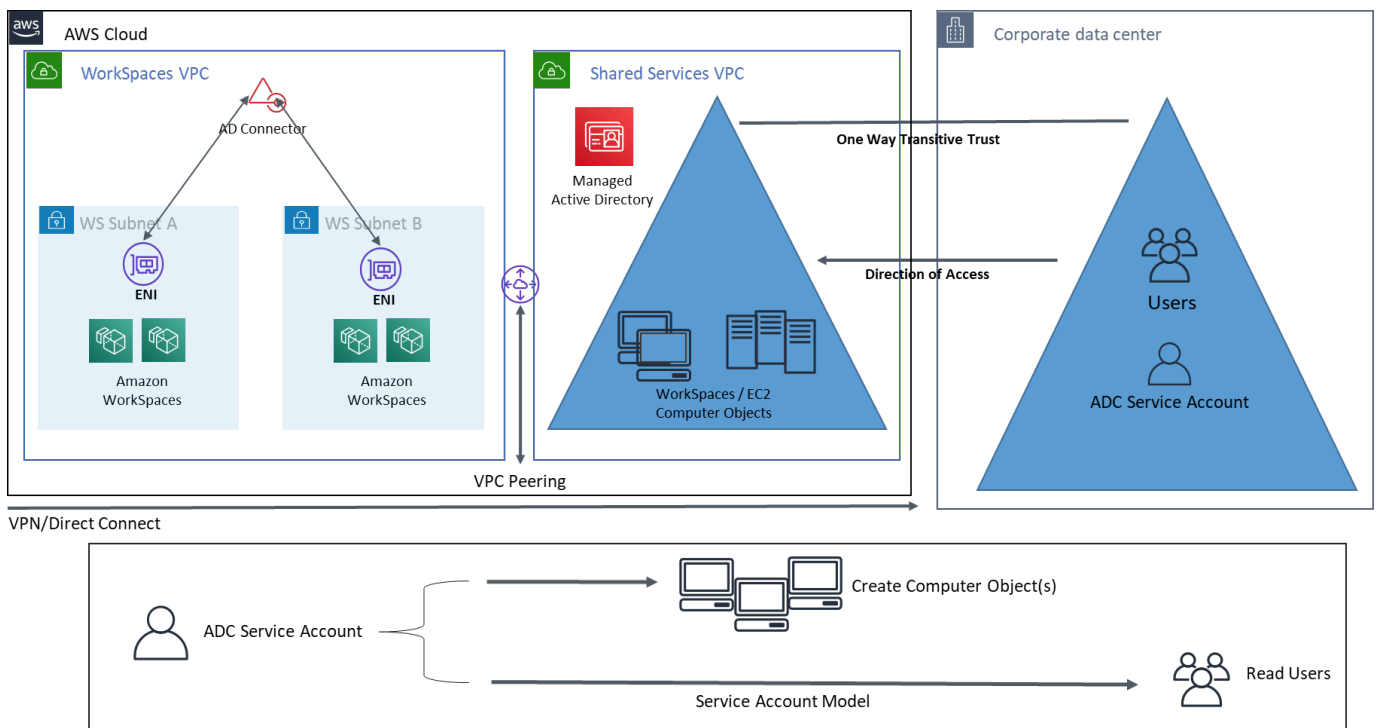 aws
AWS Cloud
WorkSpaces VPC
AD Connector
WS Subnet A
ENI
Amazon
WorkSpaces
WS Subnet B
ENI
Amazon
WorkSpaces
Shared Services VPC
Managed
Active Directory
WorkSpaces / EC2
Computer Objects
One Way Transitive Trust
Direction of Access
Corporate data center
Users
ADC Service Account
VPC Peering
VPN/Direct Connect
ADC Service Account
Create Computer Object(s)
Service Account Model
Read Users